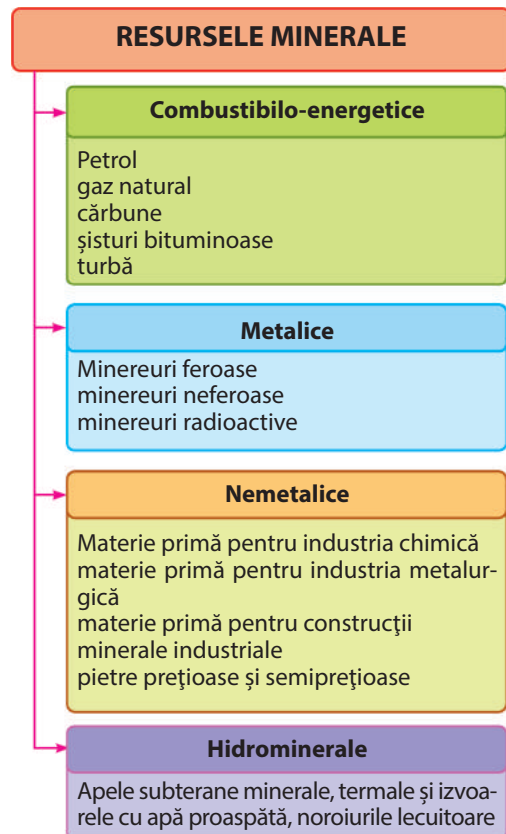 RESURSELE MINERALE
Combustibilo-energetice
Petrol
gaz natural
cărbune
șisturi bituminoase
turbă
Metalice
Minereuri feroase
minereuri neferoase
minereuri radioactive
Nemetalice
Materie primă pentru industria chimică
materie primă pentru industria metalur-
gică
materie primă pentru construcţii
minerale industriale
pietre preţioase și semipreţioase
Hidrominerale
Apele subterane minerale, termale și izvoa-
rele cu apă proaspătă, noroiurile lecuitoare